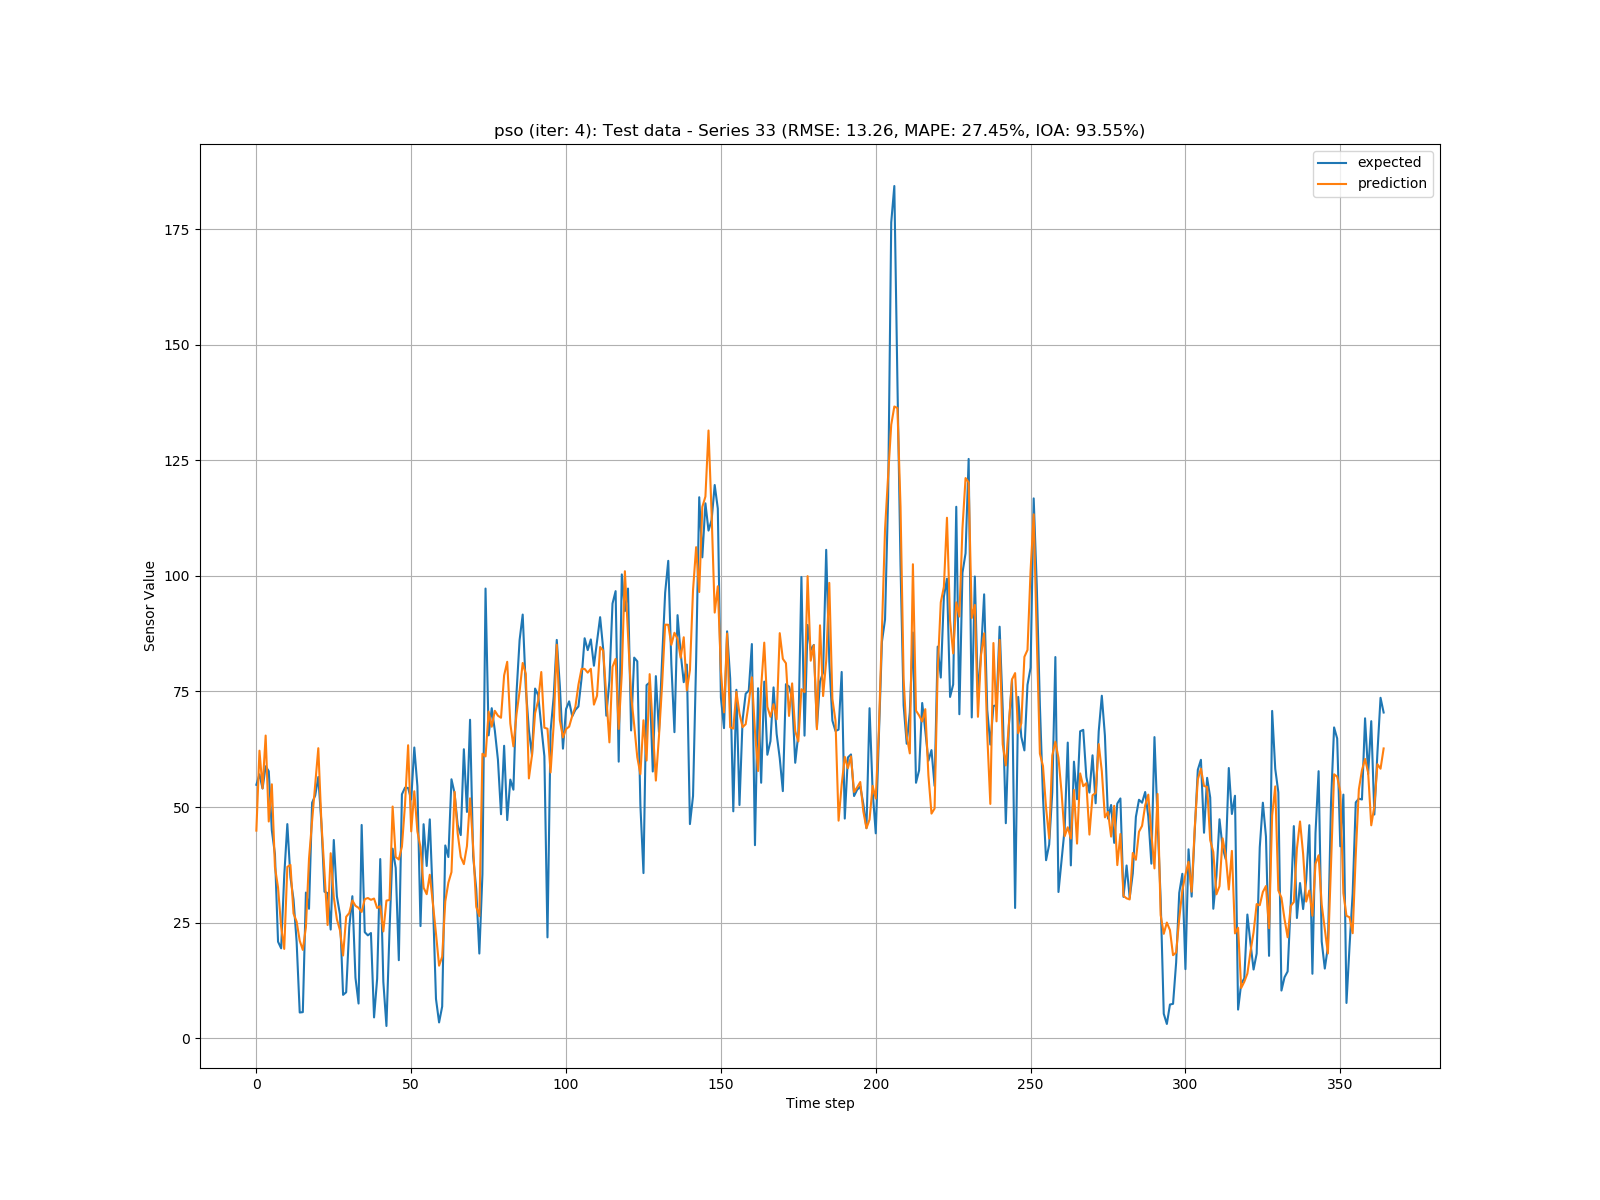 pso (iter: 4): Test data - Series 33 (RMSE: 13.26, MAPE: 27.45%, IOA: 93.55%)
expected
prediction
175
150
125
100
75
50
25
0
Sensor Value
0 50 100 150 200 250 300 350
Time step